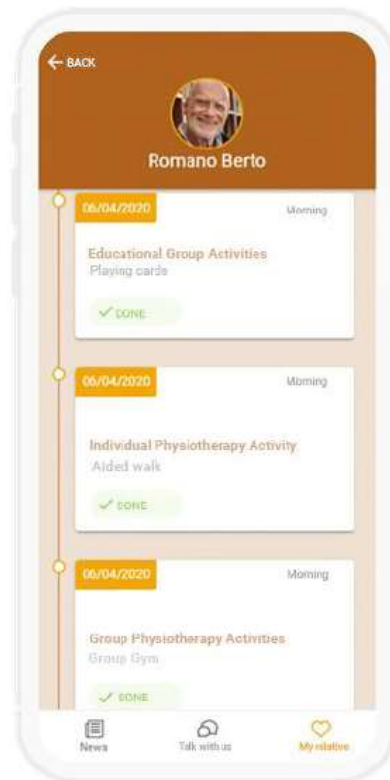 ← BACK
Romano Berto
06/04/2020 Morning
Educational Group Activities
Playing cards
✓ DONE
06/04/2020 Morning
Individual Physiotherapy Activity
Aided walk
✓ DONE
06/04/2020 Morning
Group Physiotherapy Activities
Group Gym
✓ DONE
News Talk with us My relative